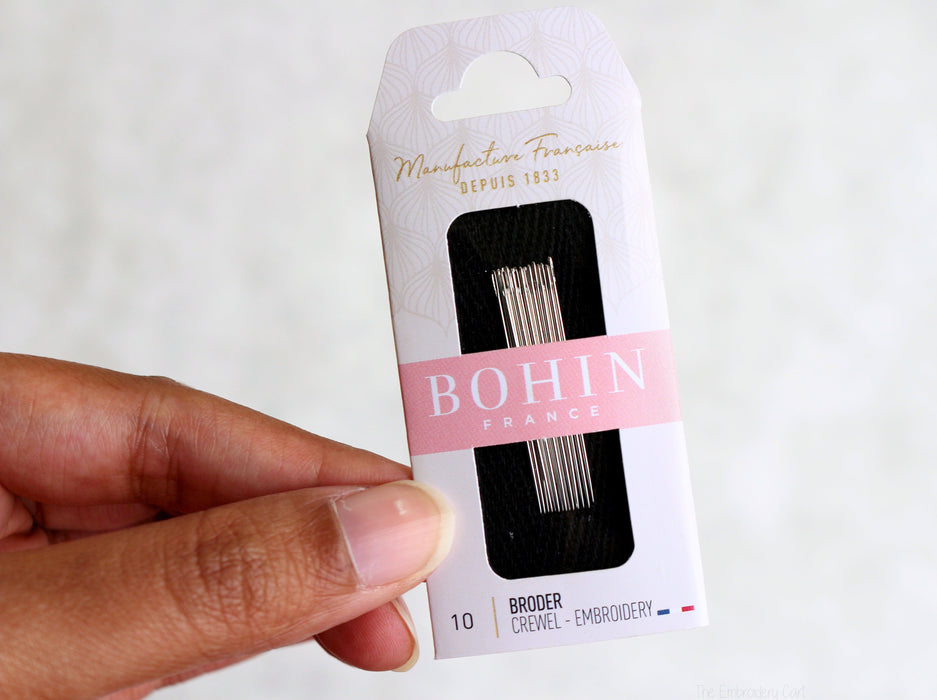 Manufacture Française
DEPUIS 1833
BOHIN
FRANCE
10
BRODER
CREWEL - EMBROIDERY
The Embroidery Cart